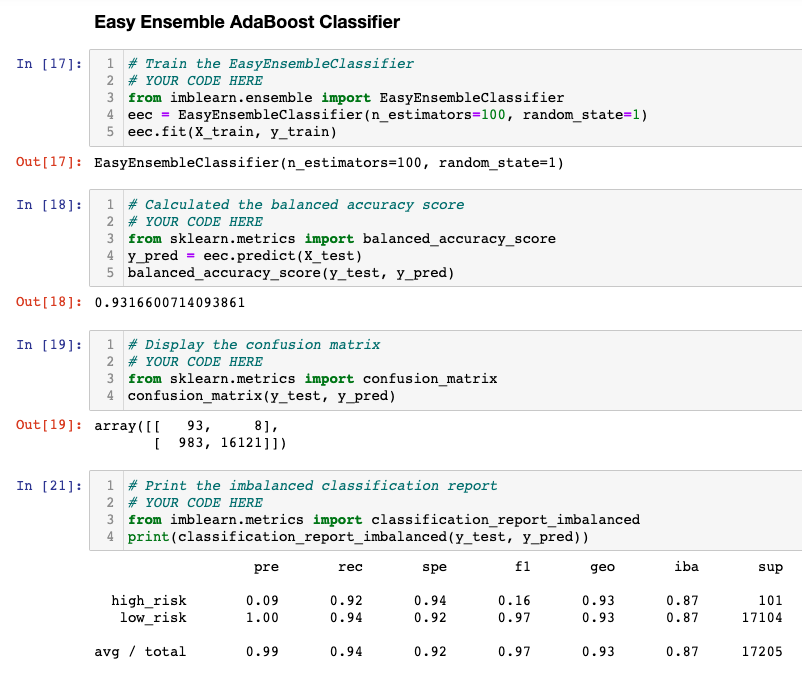 Easy Ensemble AdaBoost Classifier
In [17]: 1 # Train the EasyEnsembleClassifier
2 # YOUR CODE HERE
3 from imblearn.ensemble import EasyEnsembleClassifier
4 eec = EasyEnsembleClassifier(n_estimators=100, random_state=1)
5 eec.fit(X_train, y_train)
Out[17]: EasyEnsembleClassifier(n_estimators=100, random_state=1)
In [18]: 1 # Calculated the balanced accuracy score
2 # YOUR CODE HERE
3 from sklearn.metrics import balanced_accuracy_score
4 y_pred = eec.predict(X_test)
5 balanced_accuracy_score(y_test, y_pred)
Out[18]: 0.9316600714093861
In [19]: 1 # Display the confusion matrix
2 # YOUR CODE HERE
3 from sklearn.metrics import confusion_matrix
4 confusion_matrix(y_test, y_pred)
Out[19]: array([[   93,     8],
[  983, 16121]])
In [21]: 1 # Print the imbalanced classification report
2 # YOUR CODE HERE
3 from imblearn.metrics import classification_report_imbalanced
4 print(classification_report_imbalanced(y_test, y_pred))
pre rec spe f1 geo iba sup
high_risk 0.09 0.92 0.94 0.16 0.93 0.87 101
low_risk 1.00 0.94 0.92 0.97 0.93 0.87 17104
avg / total 0.99 0.94 0.92 0.97 0.93 0.87 17205